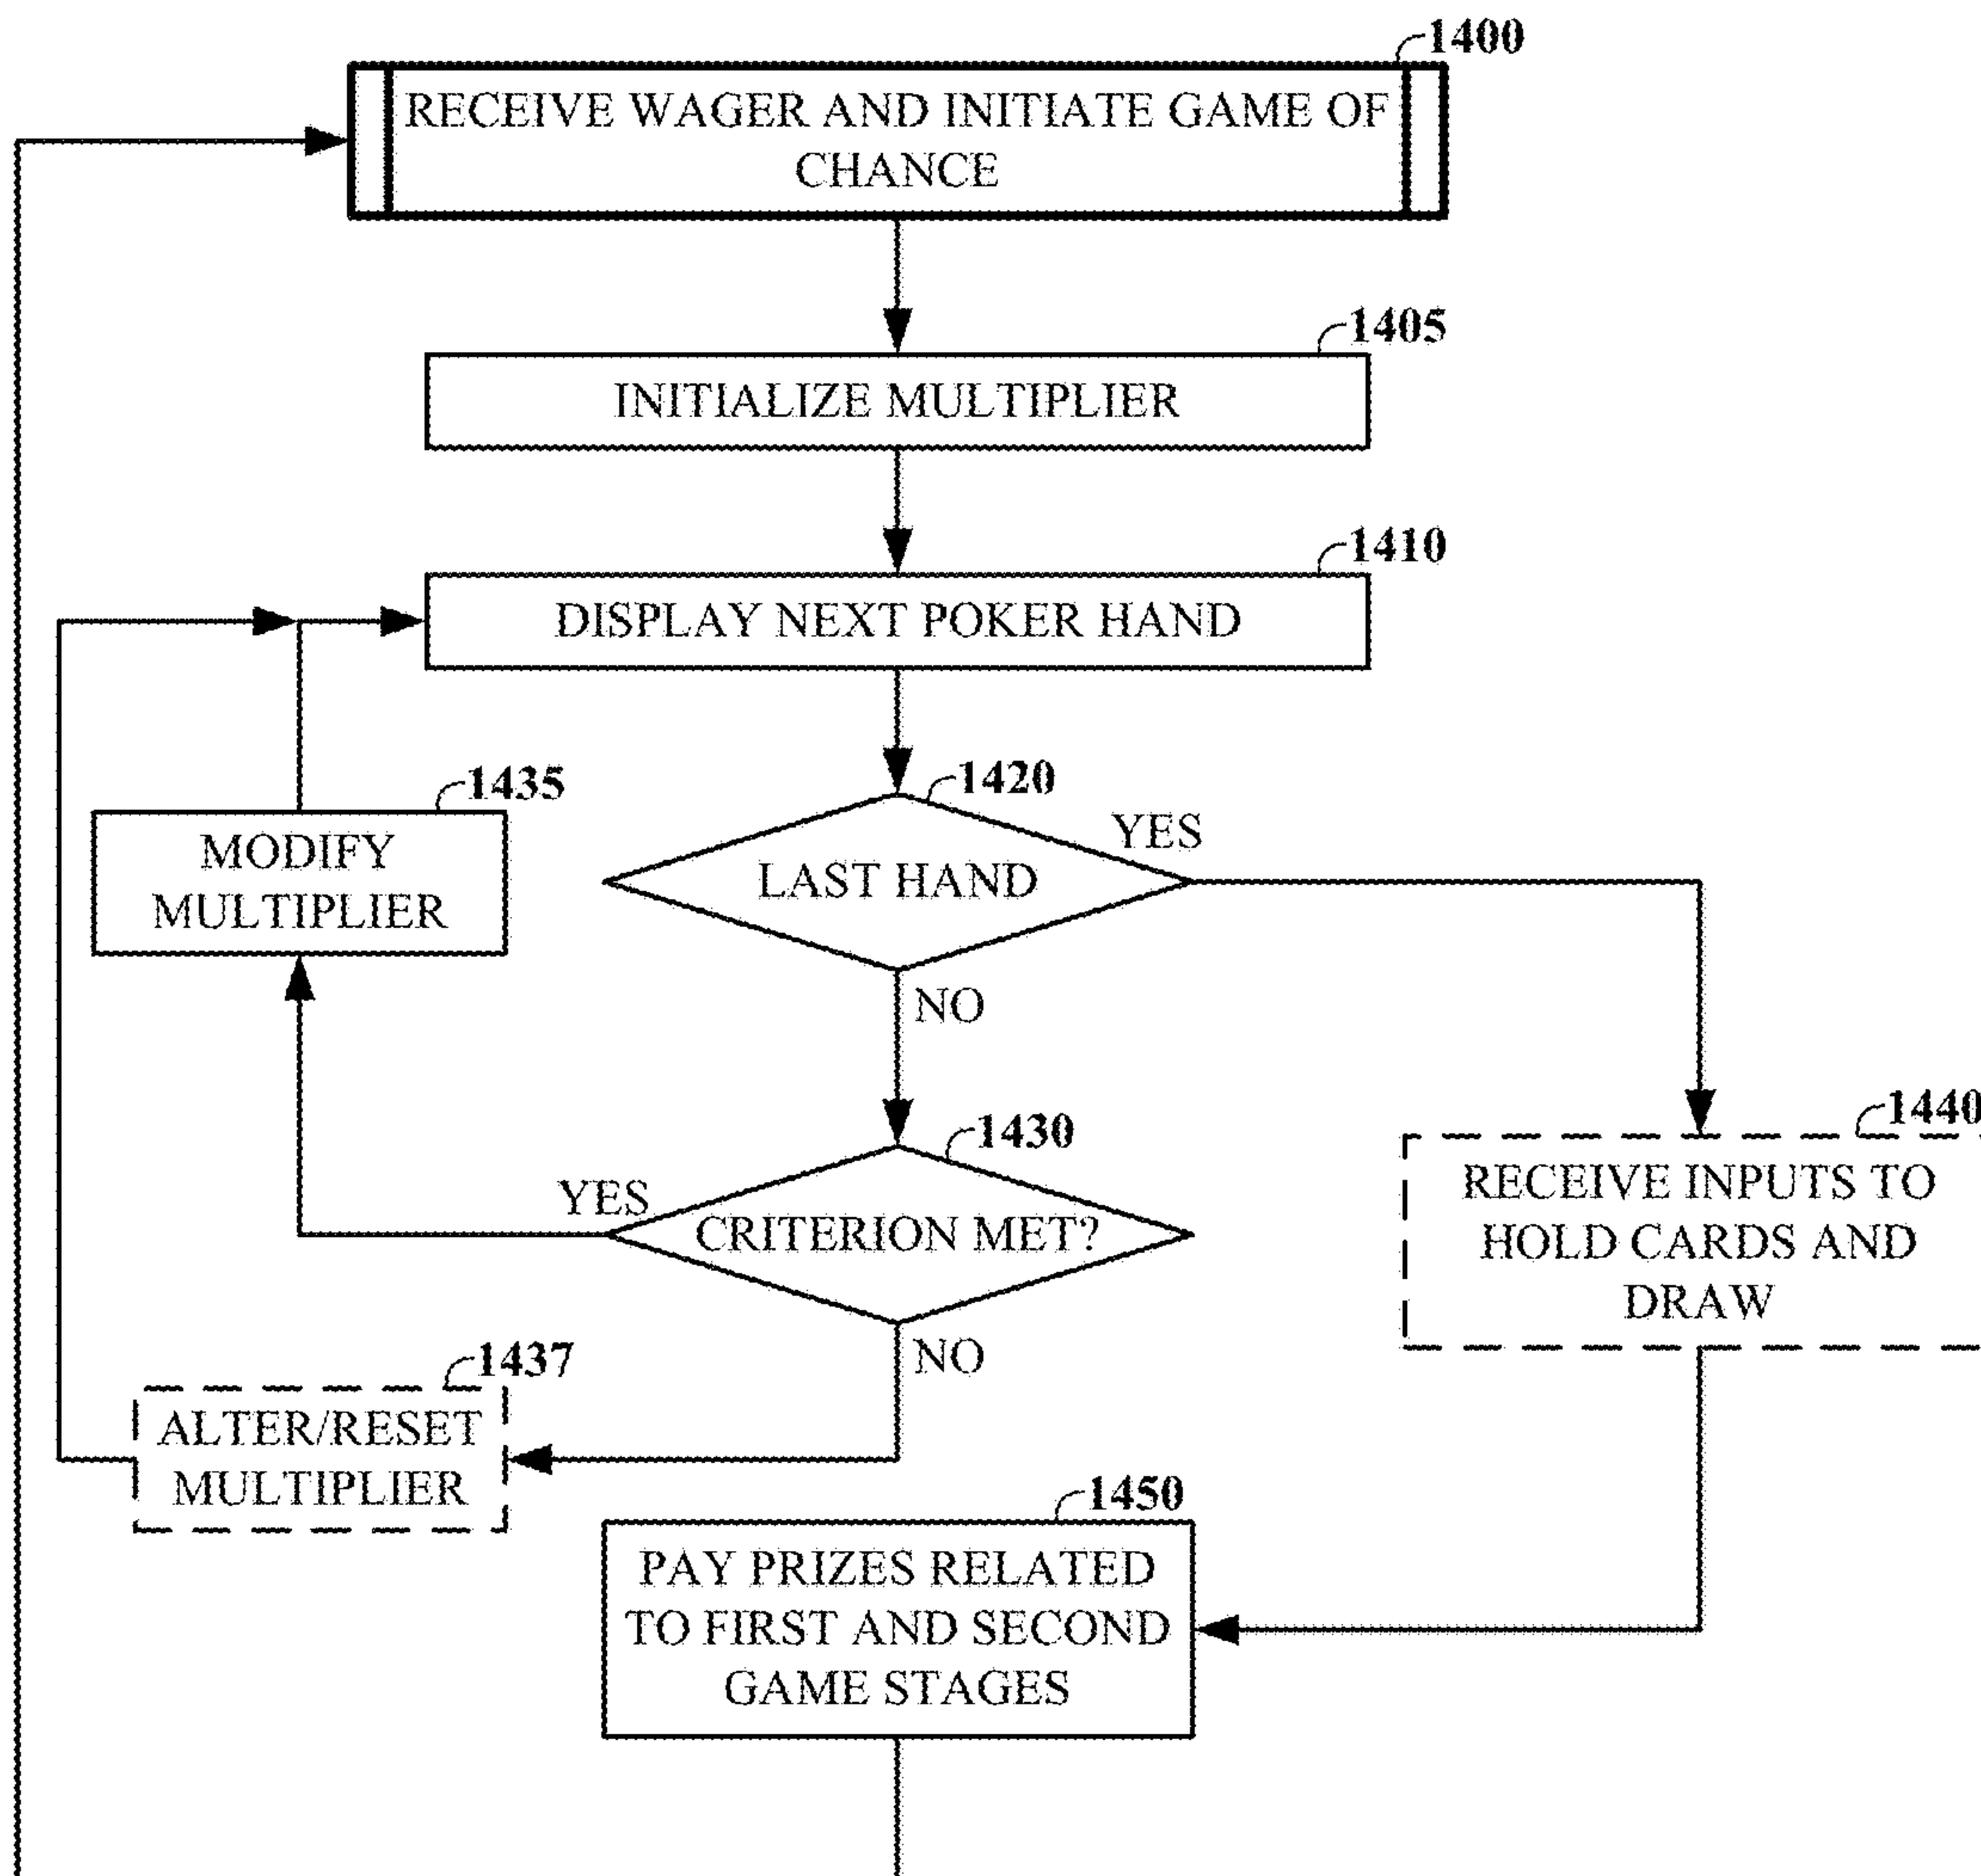 1400
RECEIVE WAGER AND INITIATE GAME OF
CHANCE
1405
INITIALIZE MULTIPLIER
1410
DISPLAY NEXT POKER HAND
1435
MODIFY
MULTIPLIER
1420
LAST HAND
YES
NO
1430
CRITERION MET?
YES
NO
1440
RECEIVE INPUTS TO
HOLD CARDS AND
DRAW
1437
ALTER/RESET
MULTIPLIER
1450
PAY PRIZES RELATED
TO FIRST AND SECOND
GAME STAGES